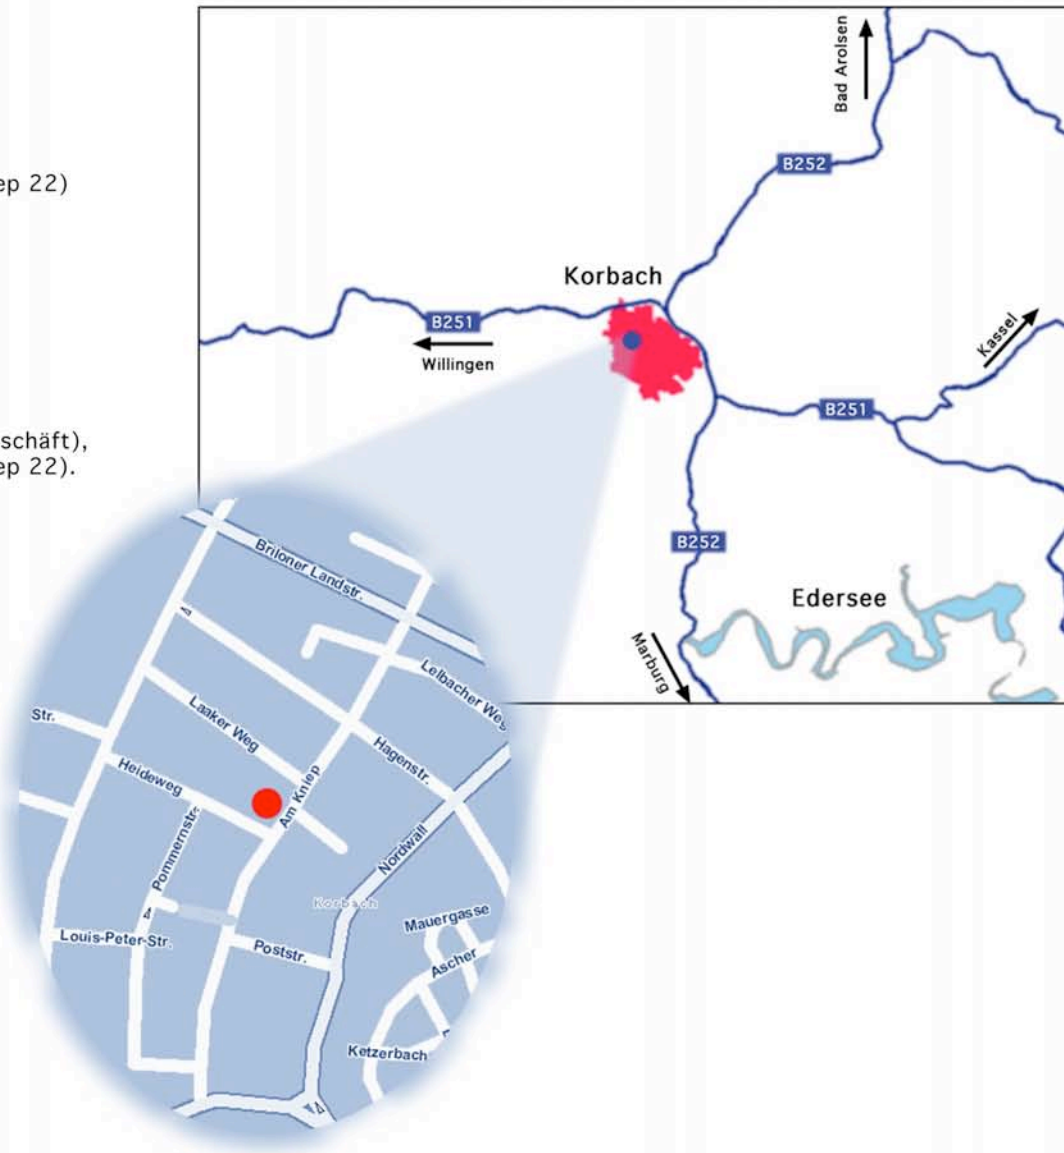 ep 22)
schäft),
ep 22).
Bad Arolsen
B252
Korbach
B251
Willingen
Kassel
B251
B252
Edersee
Marburg
Briloner Landstr.
Lelbacher Weg
Laaker Weg
Hagenstr.
Str.
Heideweg
Am Kniep
Pommernstr.
Nordwall
Korbach
Mauergasse
Louis-Peter-Str.
Poststr.
Ascher
Ketzerbach